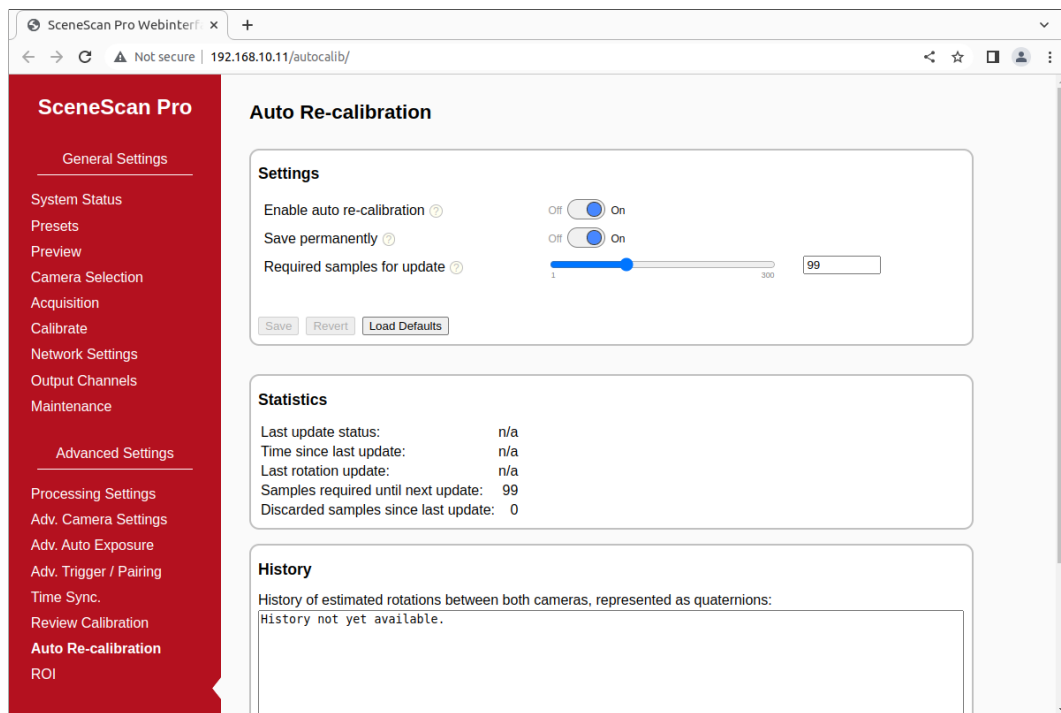 SceneScan Pro Webinterf
Not secure 192.168.10.11/autocalib/
SceneScan Pro
General Settings
System Status
Presets
Preview
Camera Selection
Acquisition
Calibrate
Network Settings
Output Channels
Maintenance
Advanced Settings
Processing Settings
Adv. Camera Settings
Adv. Auto Exposure
Adv. Trigger / Pairing
Time Sync.
Review Calibration
Auto Re-calibration
ROI
Auto Re-calibration
Settings
Enable auto re-calibration ? Off On
Save permanently ? Off On
Required samples for update ? 1 300 99
Save Revert Load Defaults
Statistics
Last update status: n/a
Time since last update: n/a
Last rotation update: n/a
Samples required until next update: 99
Discarded samples since last update: 0
History
History of estimated rotations between both cameras, represented as quaternions:
History not yet available.